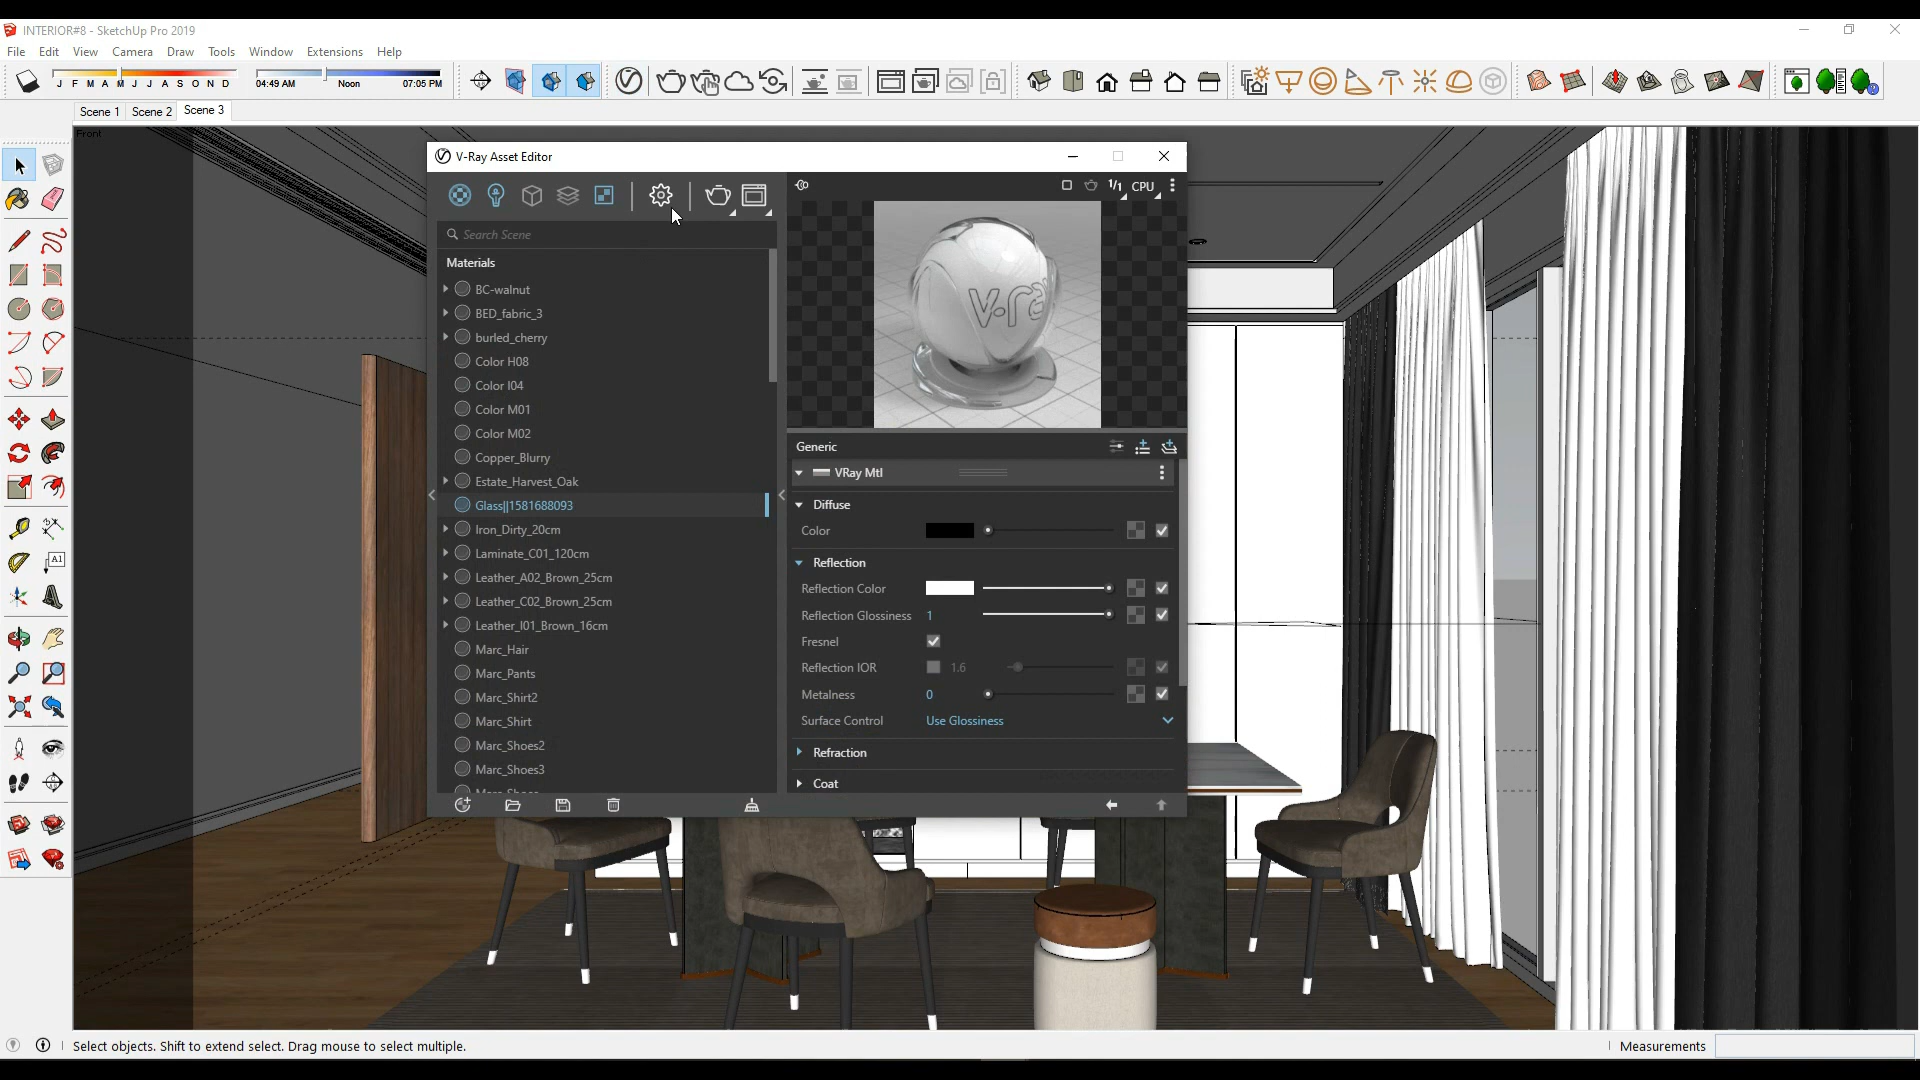 INTERIOR#8 - SketchUp Pro 2019
File Edit View Camera Draw Tools Window Extensions Help
J F M A M J J A S O N D
04:49 AM Noon 07:05 PM
Scene 1 Scene 2 Scene 3
Front
V-Ray Asset Editor
1/1 CPU
Search Scene
Materials
BC-walnut
BED_fabric_3
burled_cherry
Color H08
Color I04
Color M01
Color M02
Copper_Blurry
Estate_Harvest_Oak
Glass||1581688093
Iron_Dirty_20cm
Laminate_C01_120cm
Leather_A02_Brown_25cm
Leather_C02_Brown_25cm
Leather_I01_Brown_16cm
Marc_Hair
Marc_Pants
Marc_Shirt2
Marc_Shirt
Marc_Shoes2
Marc_Shoes3
v-ra
Generic
VRay Mtl
Diffuse
Color
Reflection
Reflection Color
Reflection Glossiness 1
Fresnel
Reflection IOR 1.6
Metalness 0
Surface Control Use Glossiness
Refraction
Coat
A1
Select objects. Shift to extend select. Drag mouse to select multiple.
Measurements